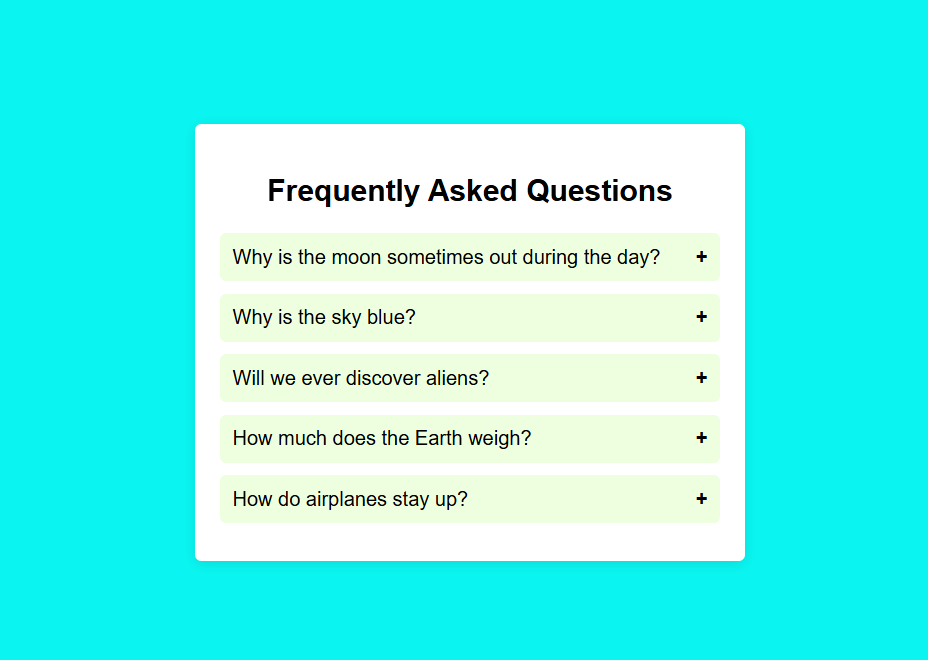 Frequently Asked Questions
Why is the moon sometimes out during the day? +
Why is the sky blue? +
Will we ever discover aliens? +
How much does the Earth weigh? +
How do airplanes stay up? +